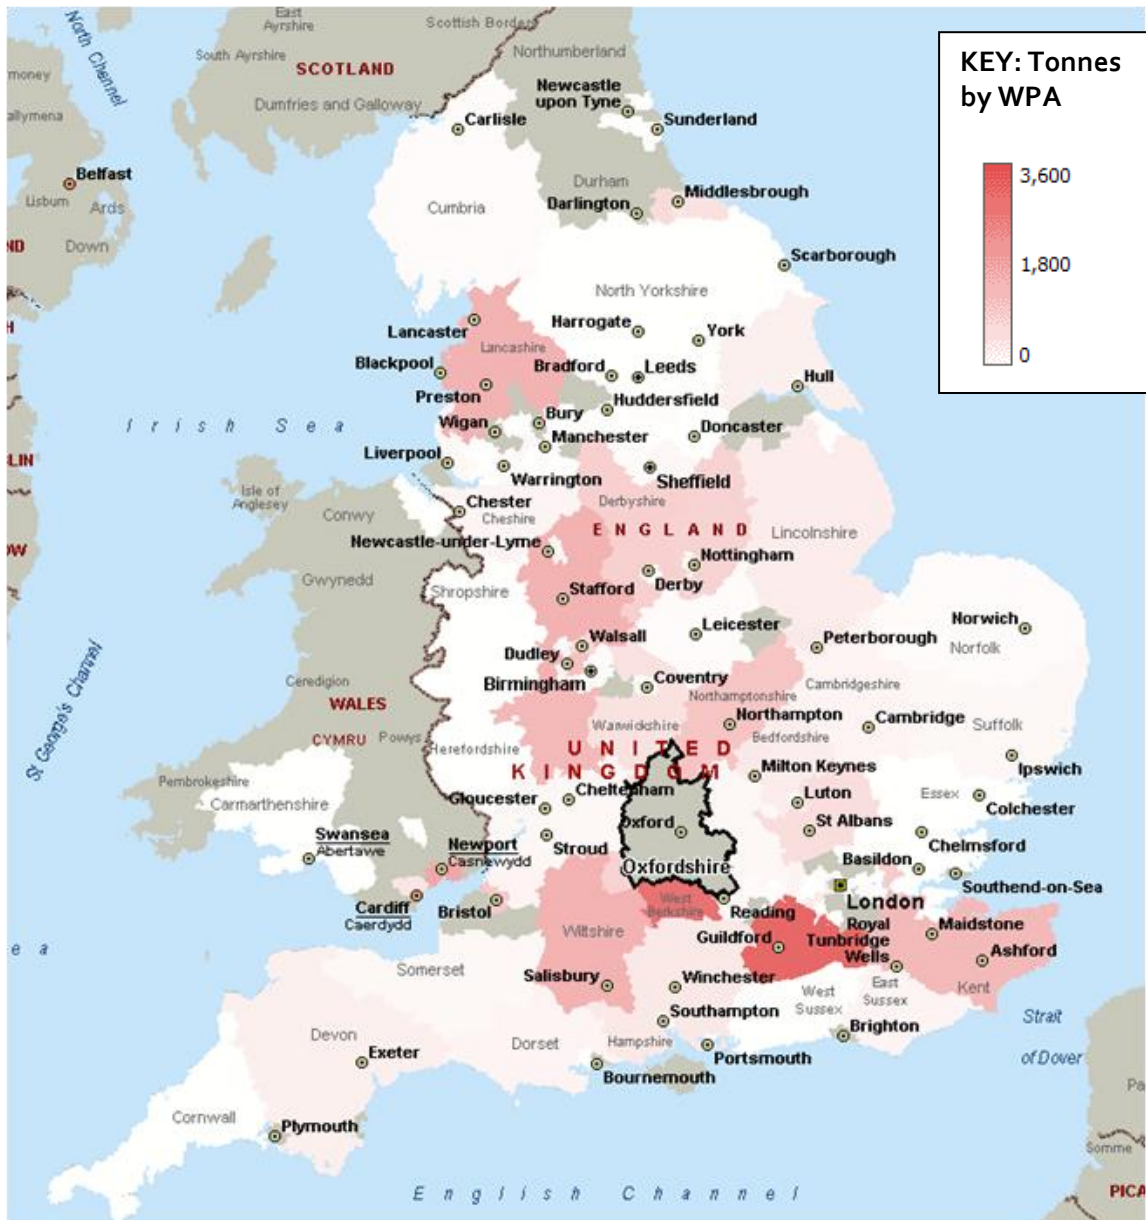 North Channel
East
Ayrshire
Scottish Borders
South Ayrshire
SCOTLAND
Northumberland
KEY: Tonnes
by WPA
3,600
1,800
0
Dumfries and Galloway
Newcastle
upon Tyne
Carlisle
Sunderland
Belfast
Lisburn
Ards
Down
Durham
Middlesbrough
Darlington
Cumbria
Scarborough
North Yorkshire
Lancaster
Harrogate
York
Lancashire
Blackpool
Bradford
Leeds
Preston
Hull
Huddersfield
Bury
Wigan
Irish Sea
Manchester
Doncaster
Liverpool
Warrington
Sheffield
Isle of
Anglesey
Conwy
Chester
Cheshire
Derbyshire
ENGLAND
Lincolnshire
Newcastle-under-Lyme
Nottingham
Derby
Gwynedd
Shropshire
Stafford
Leicester
Norwich
Norfolk
Walsall
Peterborough
Dudley
Birmingham
Coventry
Cambridgeshire
Northamptonshire
St George's Channel
Ceredigion
WALES
CYMRU
Powys
Herefordshire
Warwickshire
Northampton
Bedfordshire
Cambridge
Suffolk
UNITED
KINGDOM
Milton Keynes
Ipswich
Pembrokeshire
Carmarthenshire
Gloucester
Cheltenham
Luton
Essex
Colchester
Swansea
Abertawe
Newport
Casnewydd
Stroud
Oxford
St Albans
Chelmsford
Oxfordshire
Basildon
Southend-on-Sea
Cardiff
Caerdydd
Bristol
West
Berkshire
Reading
London
Wiltshire
Guildford
Royal
Tunbridge
Wells
Maidstone
Ashford
Somerset
Salisbury
Winchester
West
Sussex
East
Sussex
Kent
Southampton
Strait
of Dover
Devon
Dorset
Hampshire
Brighton
Exeter
Portsmouth
Bournemouth
Cornwall
Plymouth
Somme
English Channel